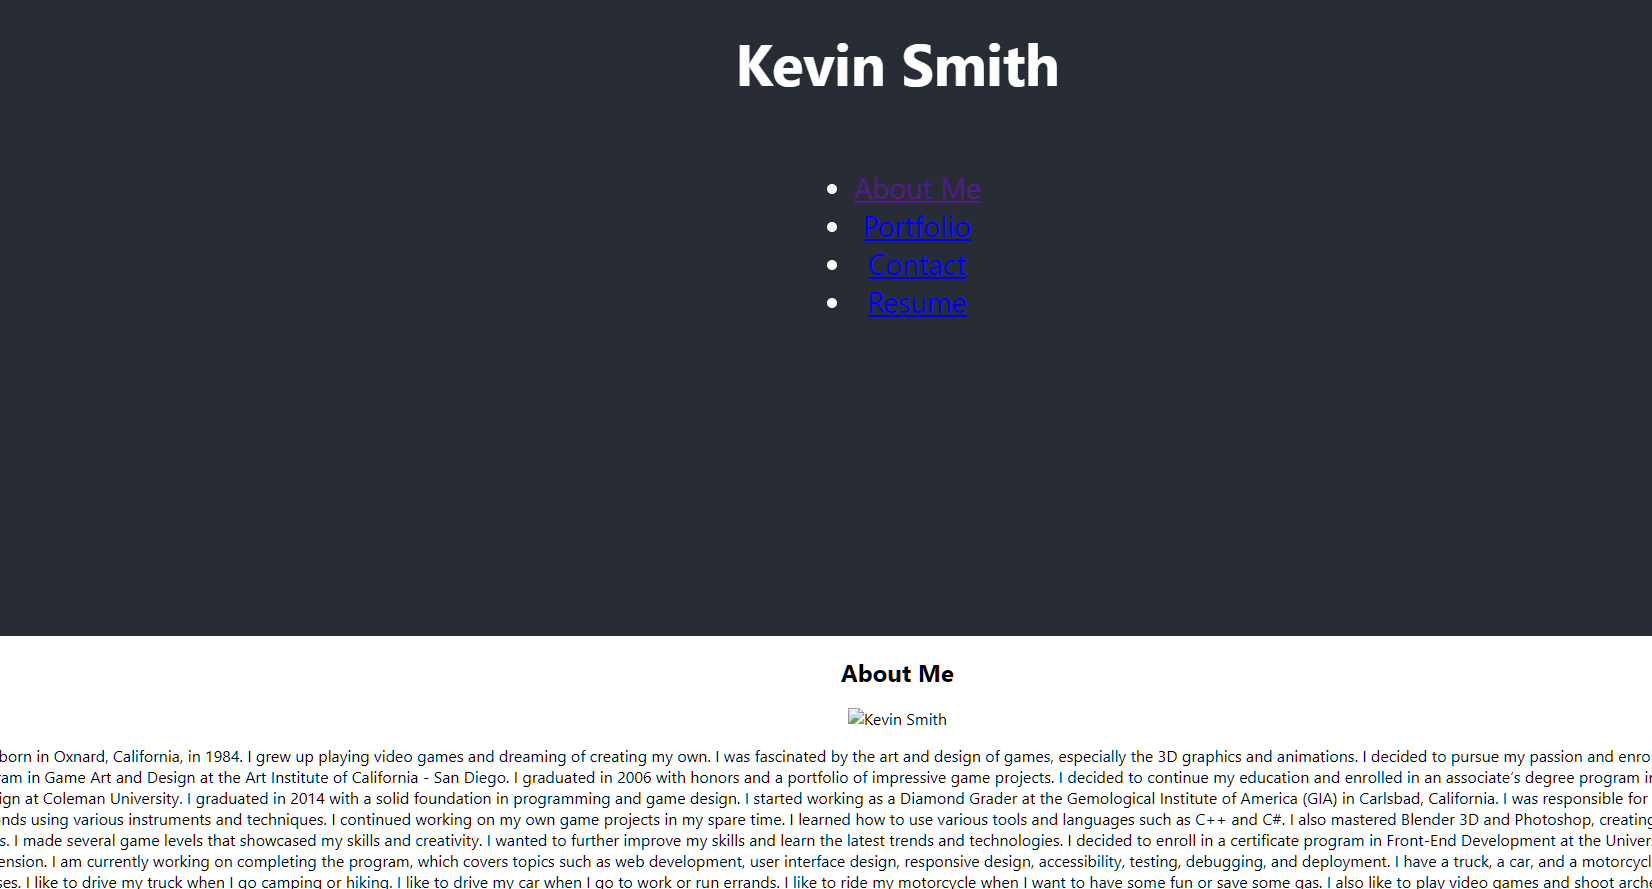 Kevin Smith
About Me
Portfolio
Contact
Resume
About Me
Kevin Smith
born in Oxnard, California, in 1984. I grew up playing video games and dreaming of creating my own. I was fascinated by the art and design of games, especially the 3D graphics and animations. I decided to pursue my passion and enro
am in Game Art and Design at the Art Institute of California - San Diego. I graduated in 2006 with honors and a portfolio of impressive game projects. I decided to continue my education and enrolled in an associate's degree program i
ign at Coleman University. I graduated in 2014 with a solid foundation in programming and game design. I started working as a Diamond Grader at the Gemological Institute of America (GIA) in Carlsbad, California. I was responsible for
nds using various instruments and techniques. I continued working on my own game projects in my spare time. I learned how to use various tools and languages such as C++ and C#. I also mastered Blender 3D and Photoshop, creating
s. I made several game levels that showcased my skills and creativity. I wanted to further improve my skills and learn the latest trends and technologies. I decided to enroll in a certificate program in Front-End Development at the Univer
ension. I am currently working on completing the program, which covers topics such as web development, user interface design, responsive design, accessibility, testing, debugging, and deployment. I have a truck, a car, and a motorcycl
ses. I like to drive my truck when I go camping or hiking. I like to drive my car when I go to work or run errands. I like to ride my motorcycle when I want to have some fun or save some gas. I also like to play video games and shoot arche